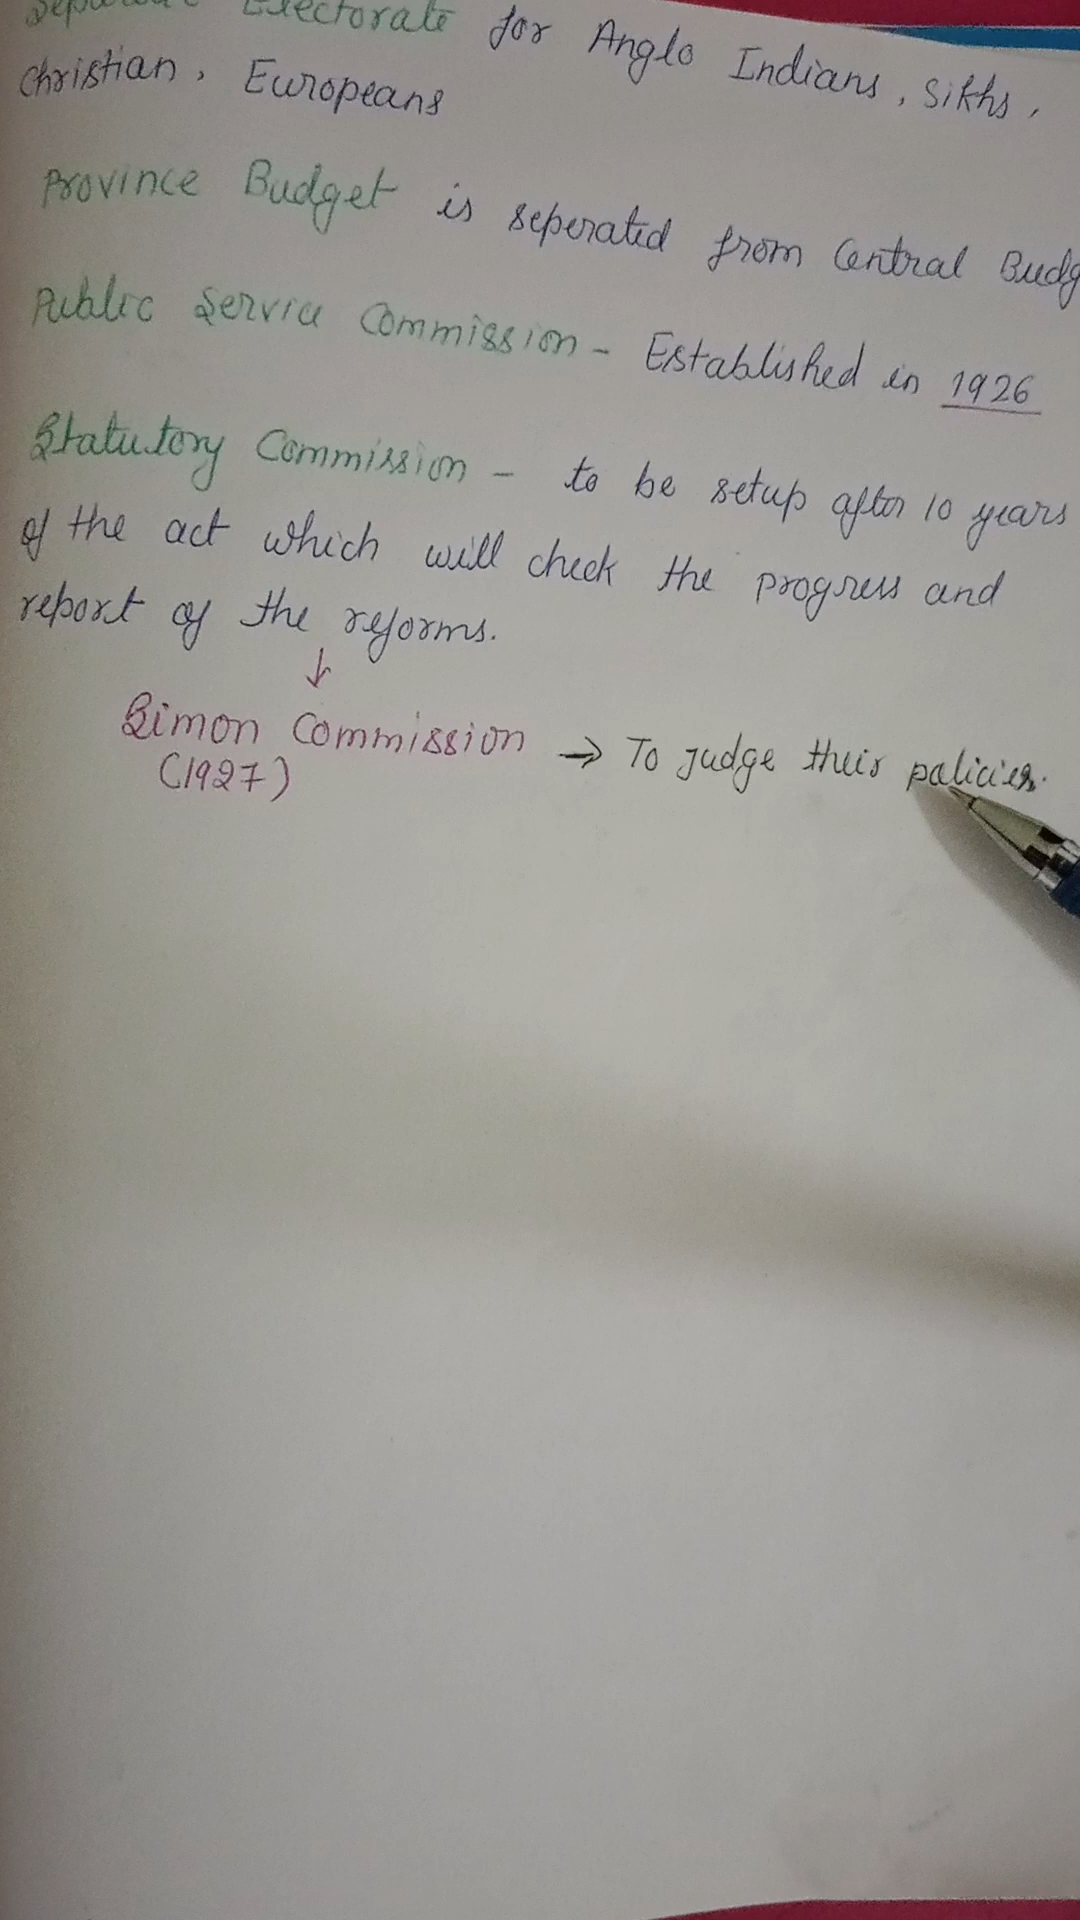 Separate Electorate for Anglo Indians, Sikhs,
Christian, Europeans
Province Budget is seperated from Central Budg
Public Service Commission - Established in 1926
Statutory Commission - to be setup after 10 years
of the act which will check the progress and
report of the reforms.
↓
Simon Commission → To judge their policies.
(1927)